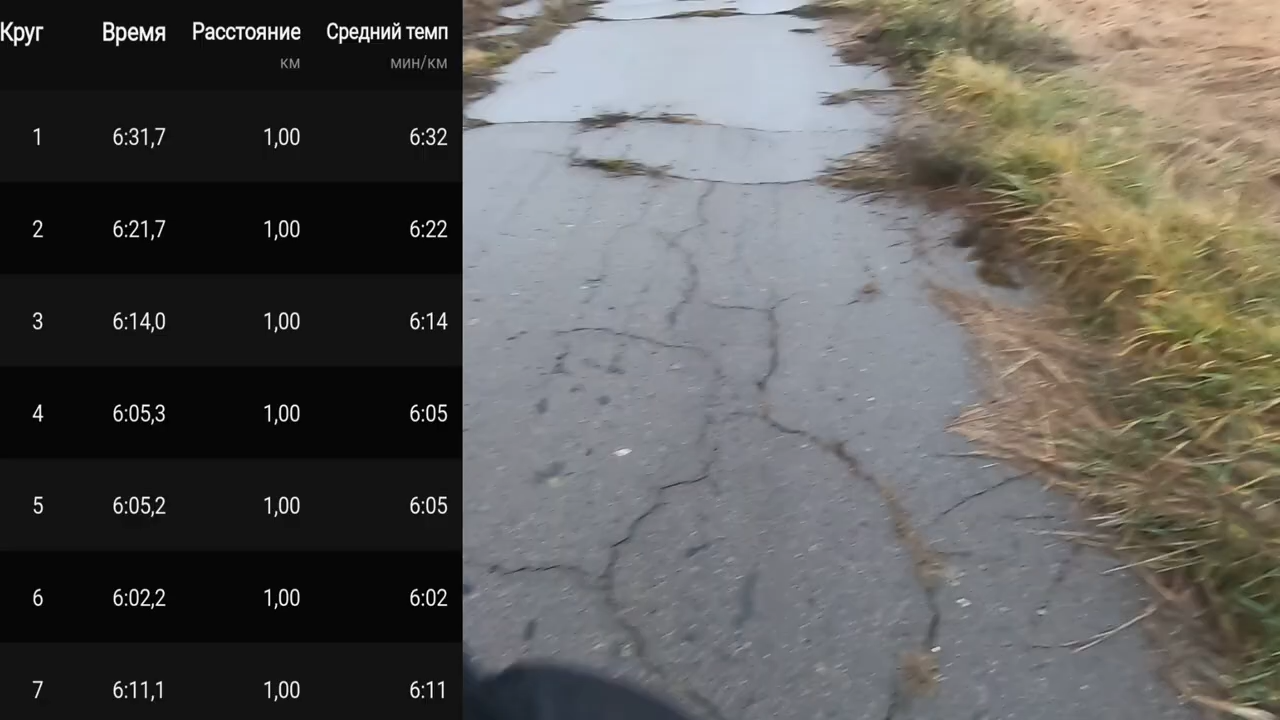 Круг Время Расстояние Средний темп
км мин/км
1 6:31,7 1,00 6:32
2 6:21,7 1,00 6:22
3 6:14,0 1,00 6:14
4 6:05,3 1,00 6:05
5 6:05,2 1,00 6:05
6 6:02,2 1,00 6:02
7 6:11,1 1,00 6:11